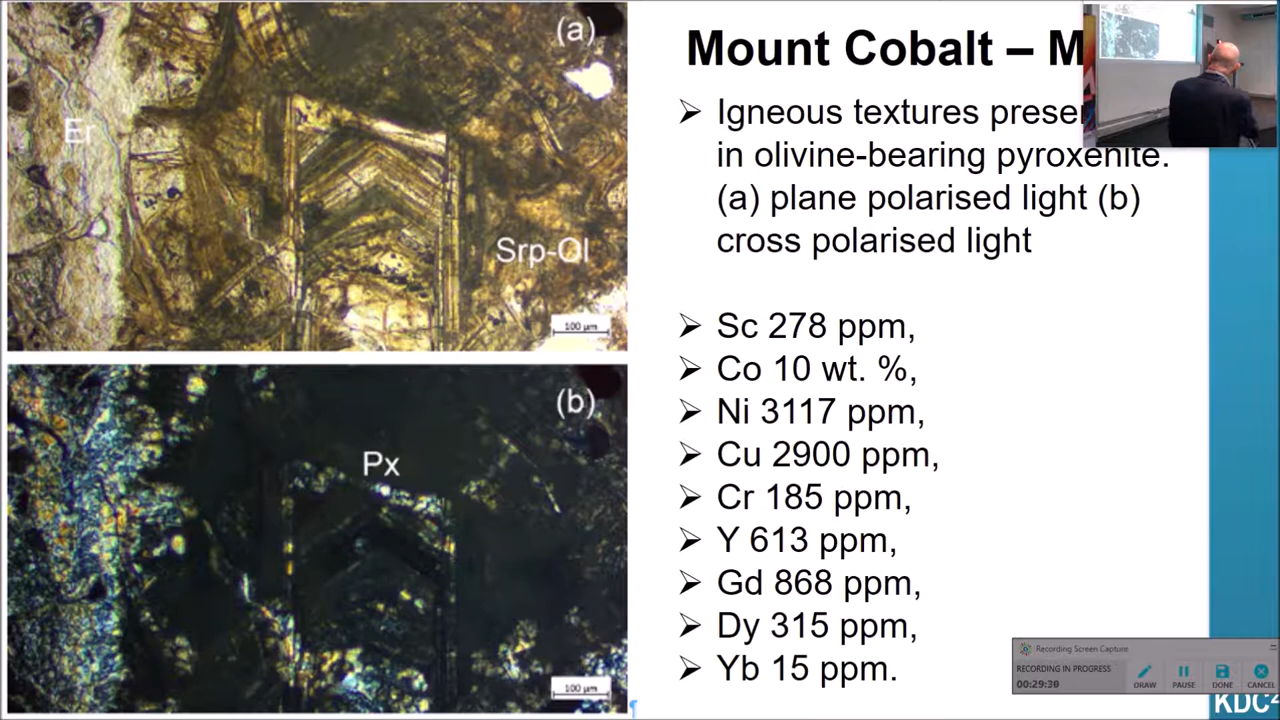 (a)
Er
Srp-Ol
100 µm
(b)
Px
100 µm
Mount Cobalt – M
➢ Igneous textures
in olivine-bearing pyroxenite.
(a) plane polarised light (b)
cross polarised light
➢ Sc 278 ppm,
➢ Co 10 wt. %,
➢ Ni 3117 ppm,
➢ Cu 2900 ppm,
➢ Cr 185 ppm,
➢ Y 613 ppm,
➢ Gd 868 ppm,
➢ Dy 315 ppm,
➢ Yb 15 ppm.
Recording Screen Capture
RECORDING IN PROGRESS
00:29:30
DRAW
PAUSE
DONE
CANCEL
KDC²